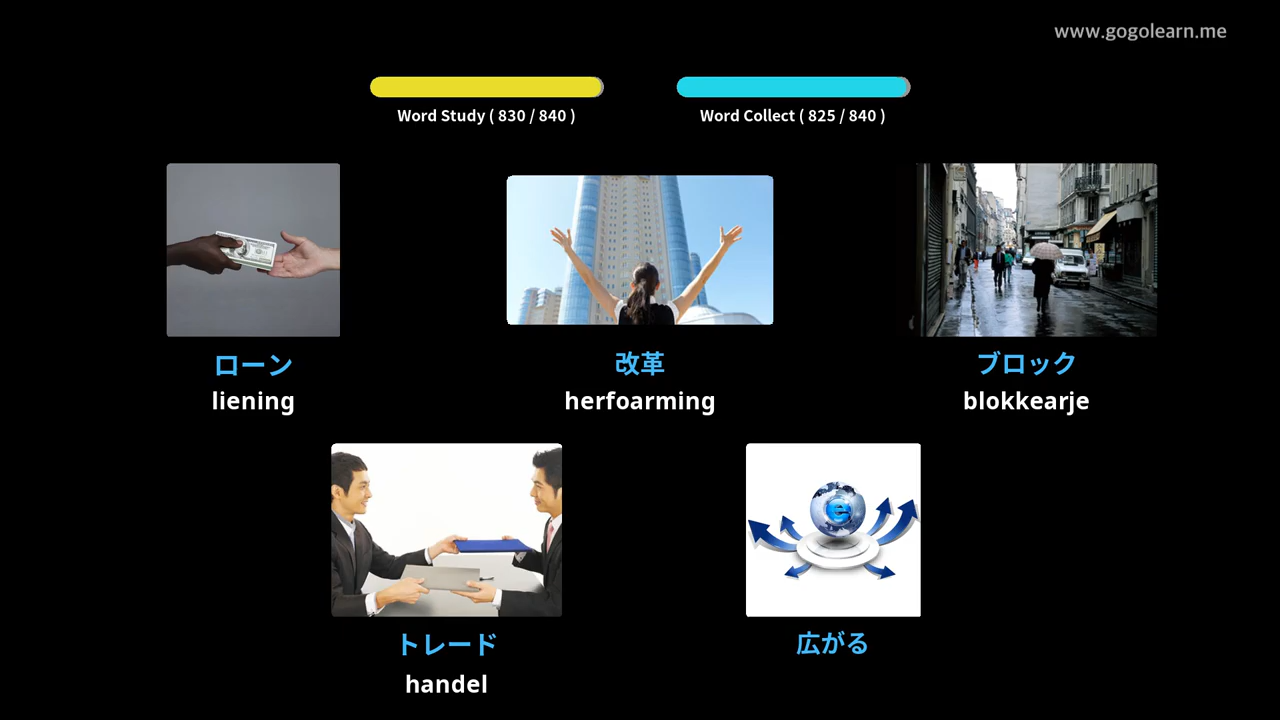 www.gogolearn.me
Word Study ( 830 / 840 )
Word Collect ( 825 / 840 )
ローン
liening
改革
herfoarming
ブロック
blokkearje
トレード
handel
広がる